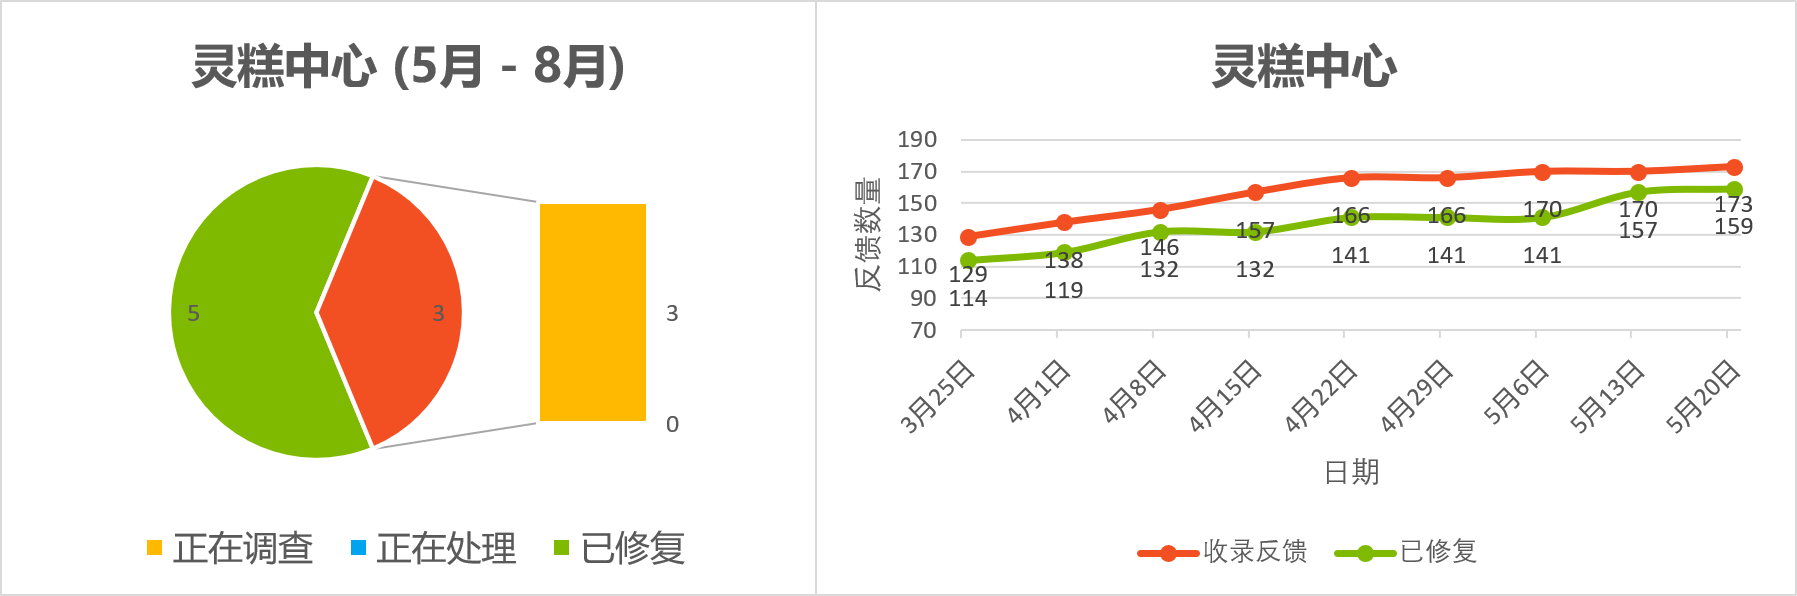 灵糕中心 (5月 - 8月)
5
3
3
0
正在调查
正在处理
已修复
灵糕中心
190
170
150
130
110
90
70
反馈数量
129
138
146
157
166
166
170
170
173
114
119
132
132
141
141
141
157
159
3月25日
4月1日
4月8日
4月15日
4月22日
4月29日
5月6日
5月13日
5月20日
日期
收录反馈
已修复